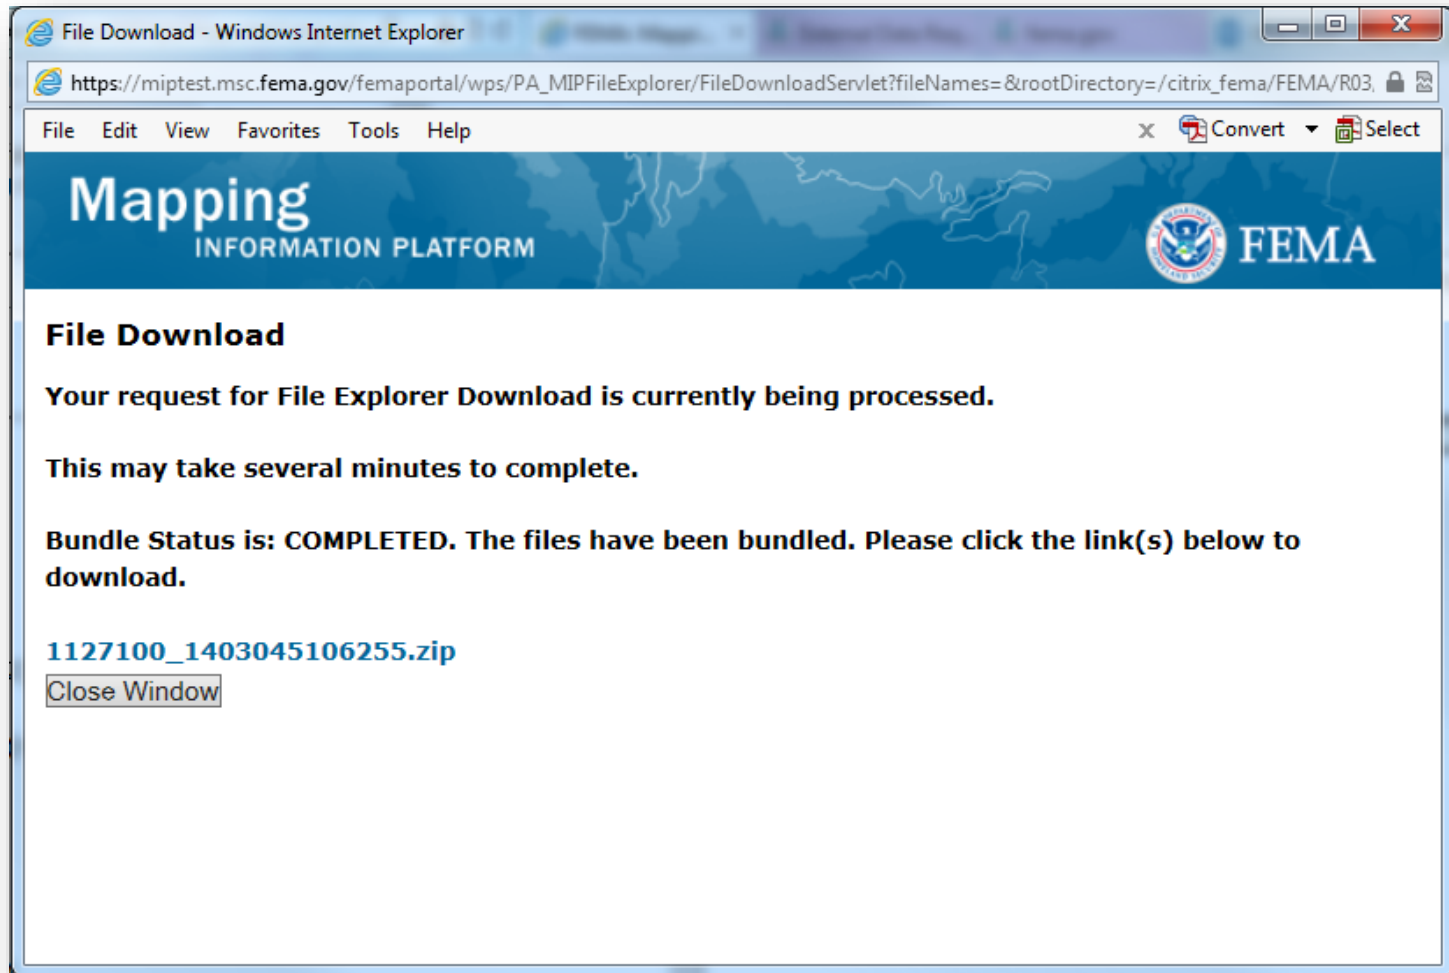 File Download - Windows Internet Explorer
https://miptest.msc.fema.gov/femaportal/wps/PA_MIPFileExplorer/FileDownloadServlet?fileNames=&rootDirectory=/citrix_fema/FEMA/R03,
File Edit View Favorites Tools Help
x Convert Select
Mapping
INFORMATION PLATFORM
FEMA
File Download
Your request for File Explorer Download is currently being processed.
This may take several minutes to complete.
Bundle Status is: COMPLETED. The files have been bundled. Please click the link(s) below to
download.
1127100_1403045106255.zip
Close Window